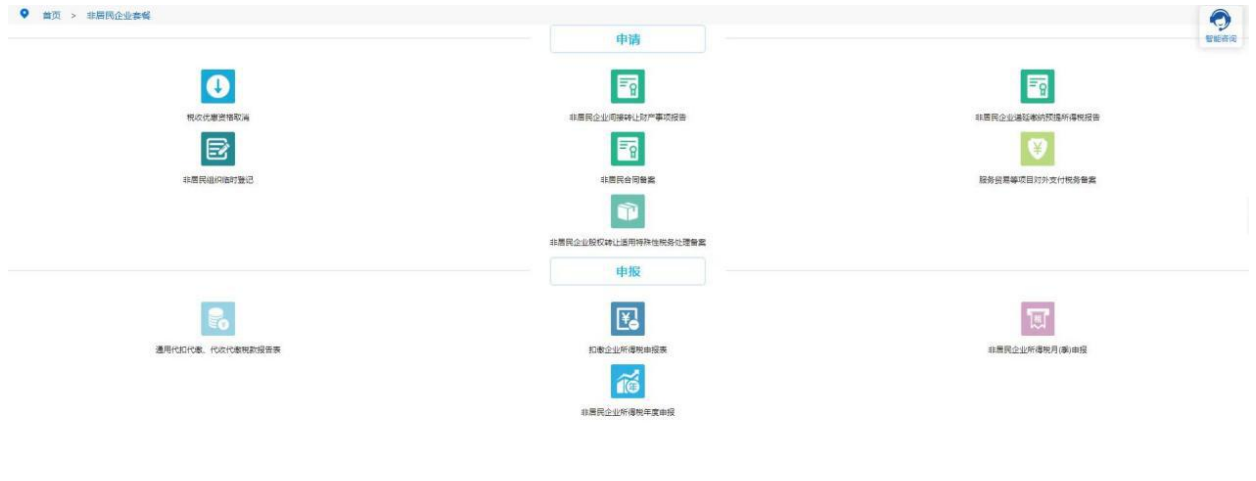 首页 > 非居民企业套餐
智能咨询
申请
税收优惠资格取消
非居民企业间接转让财产事项报告
非居民企业递延缴纳预提所得税报告
非居民组织临时登记
非居民合同备案
服务贸易等项目对外支付税务备案
非居民企业股权转让适用特殊性税务处理备案
申报
通用代扣代缴、代收代缴税款报告表
扣缴企业所得税申报表
非居民企业所得税月(季)申报
非居民企业所得税年度申报